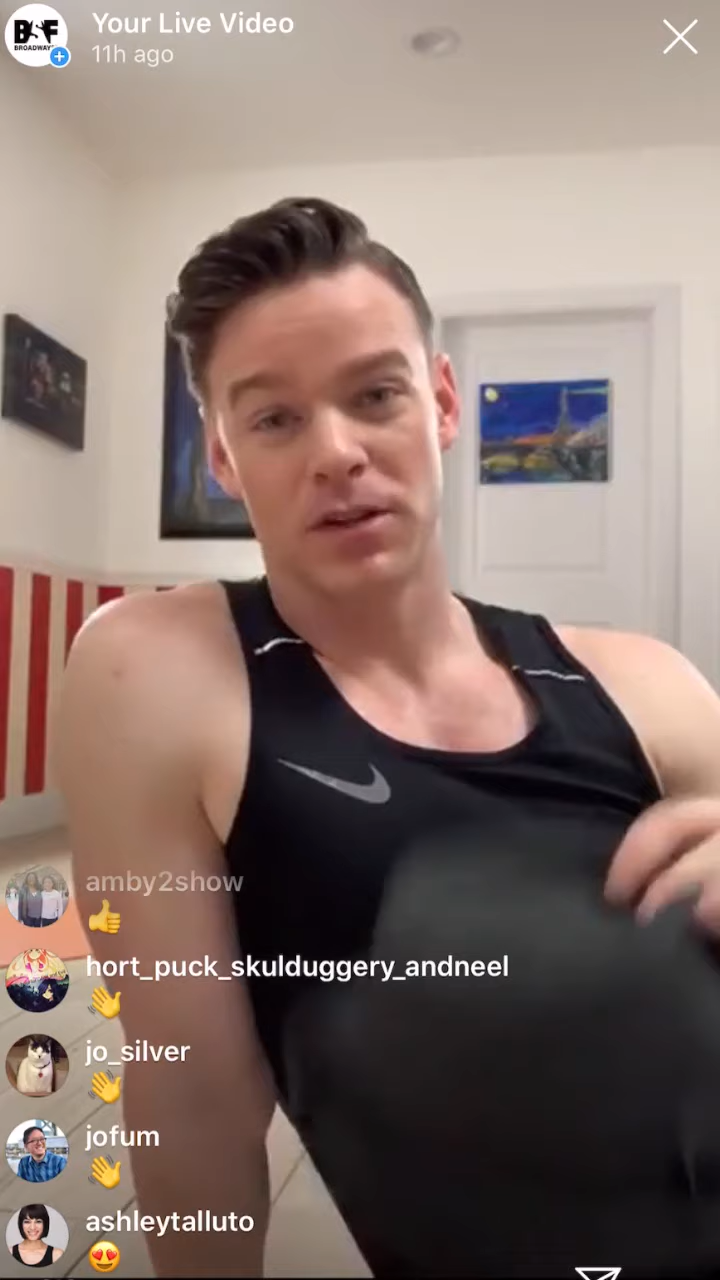 BSF
BROADWAY
Your Live Video
11h ago
amby2show
hort_puck_skulduggery_andneel
jo_silver
jofum
ashleytalluto